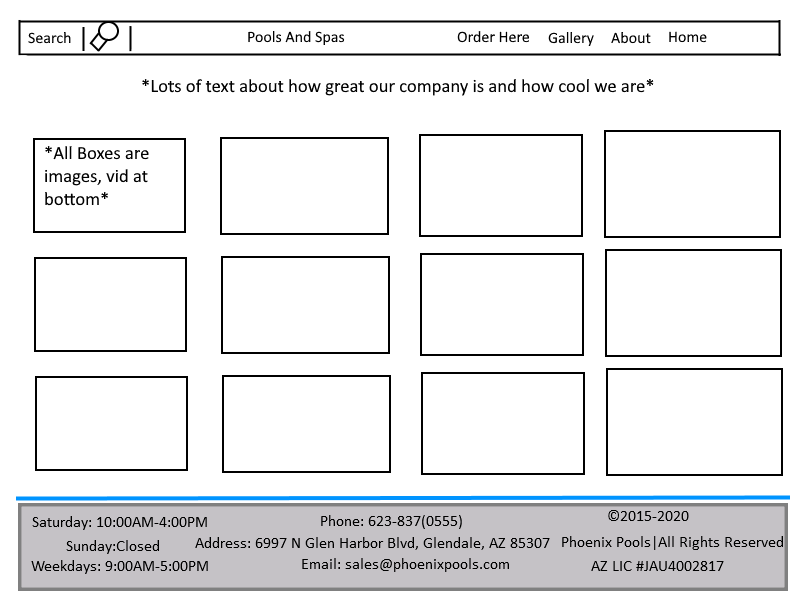 Search Pools And Spas Order Here Gallery About Home
*Lots of text about how great our company is and how cool we are*
*All Boxes are
images, vid at
bottom*
Saturday: 10:00AM-4:00PM
Sunday:Closed
Weekdays: 9:00AM-5:00PM
Phone: 623-837(0555)
Address: 6997 N Glen Harbor Blvd, Glendale, AZ 85307
Email: sales@phoenixpools.com
©2015-2020
Phoenix Pools|All Rights Reserved
AZ LIC #JAU4002817